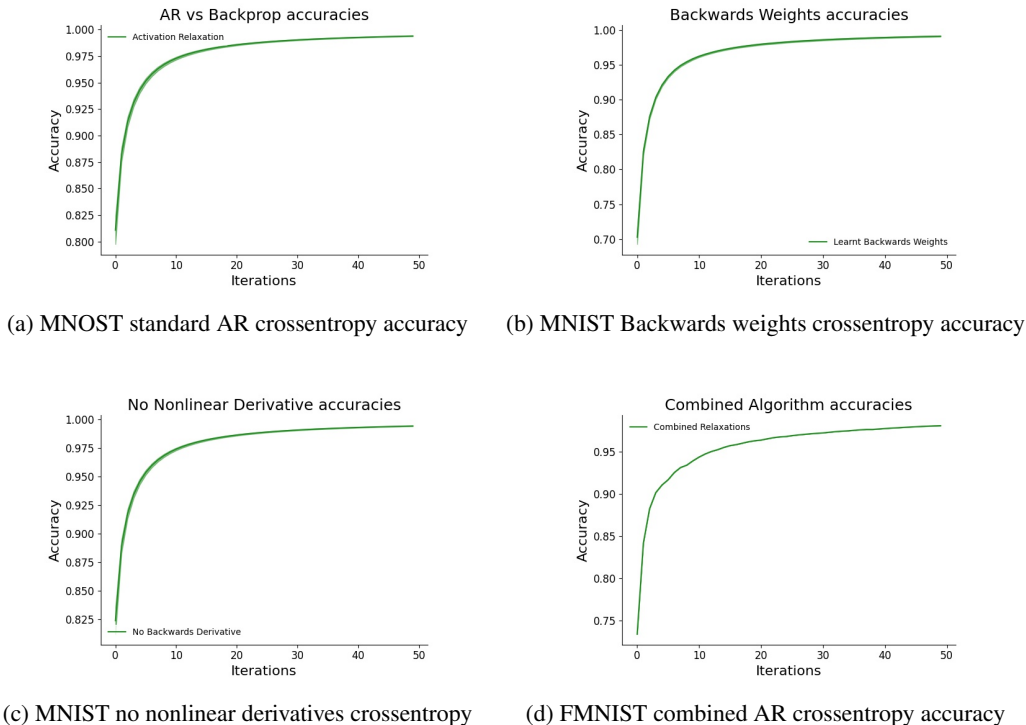 AR vs Backprop accuracies
Activation Relaxation
1.000
0.975
0.950
0.925
0.900
0.875
0.850
0.825
0.800
Accuracy
0 10 20 30 40 50
Iterations
(a) MNOST standard AR crossentropy accuracy
Backwards Weights accuracies
1.00
0.95
0.90
0.85
0.80
0.75
0.70
Accuracy
Learnt Backwards Weights
0 10 20 30 40 50
Iterations
(b) MNIST Backwards weights crossentropy accuracy
No Nonlinear Derivative accuracies
1.000
0.975
0.950
0.925
0.900
0.875
0.850
0.825
Accuracy
No Backwards Derivative
0 10 20 30 40 50
Iterations
(c) MNIST no nonlinear derivatives crossentropy
Combined Algorithm accuracies
Combined Relaxations
0.95
0.90
0.85
0.80
0.75
Accuracy
0 10 20 30 40 50
Iterations
(d) FMNIST combined AR crossentropy accuracy